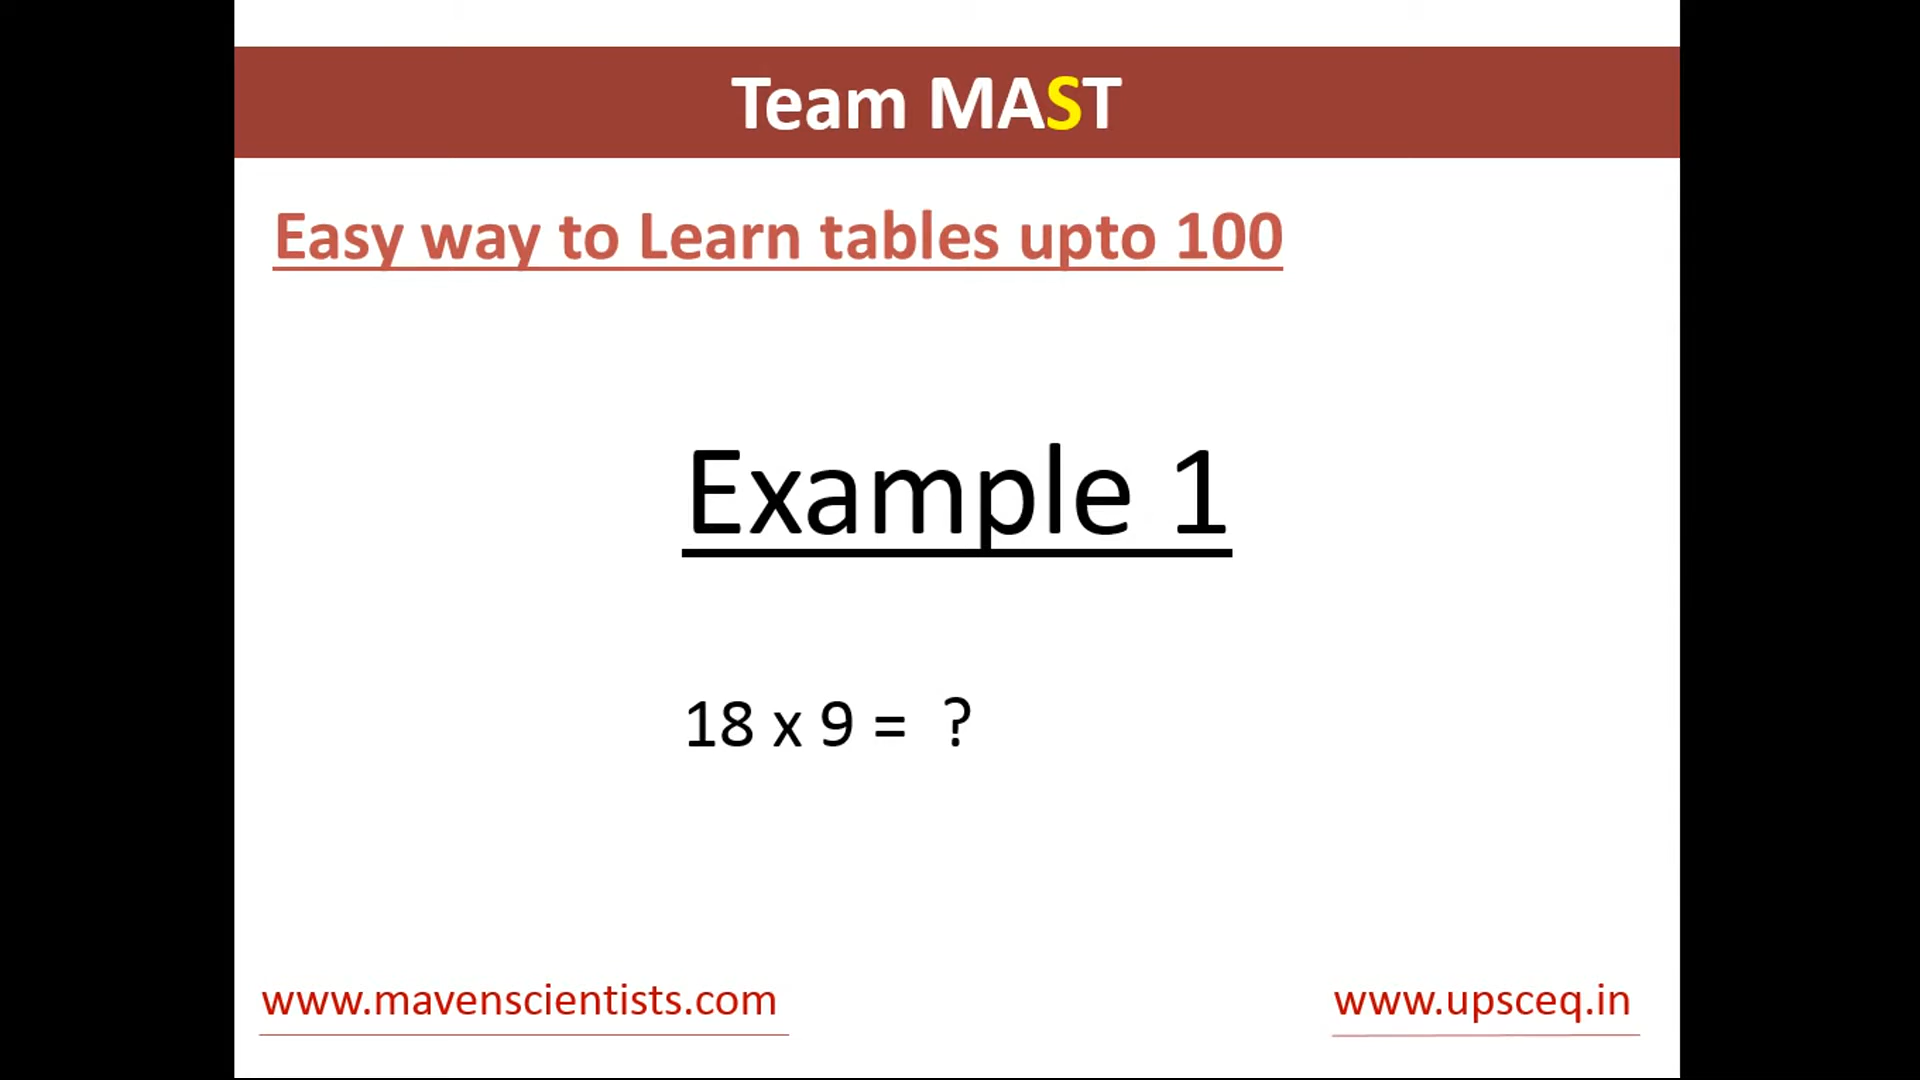 Team MAST
Easy way to Learn tables upto 100
Example 1
18 x 9 = ?
www.mavenscientists.com
www.upsceq.in